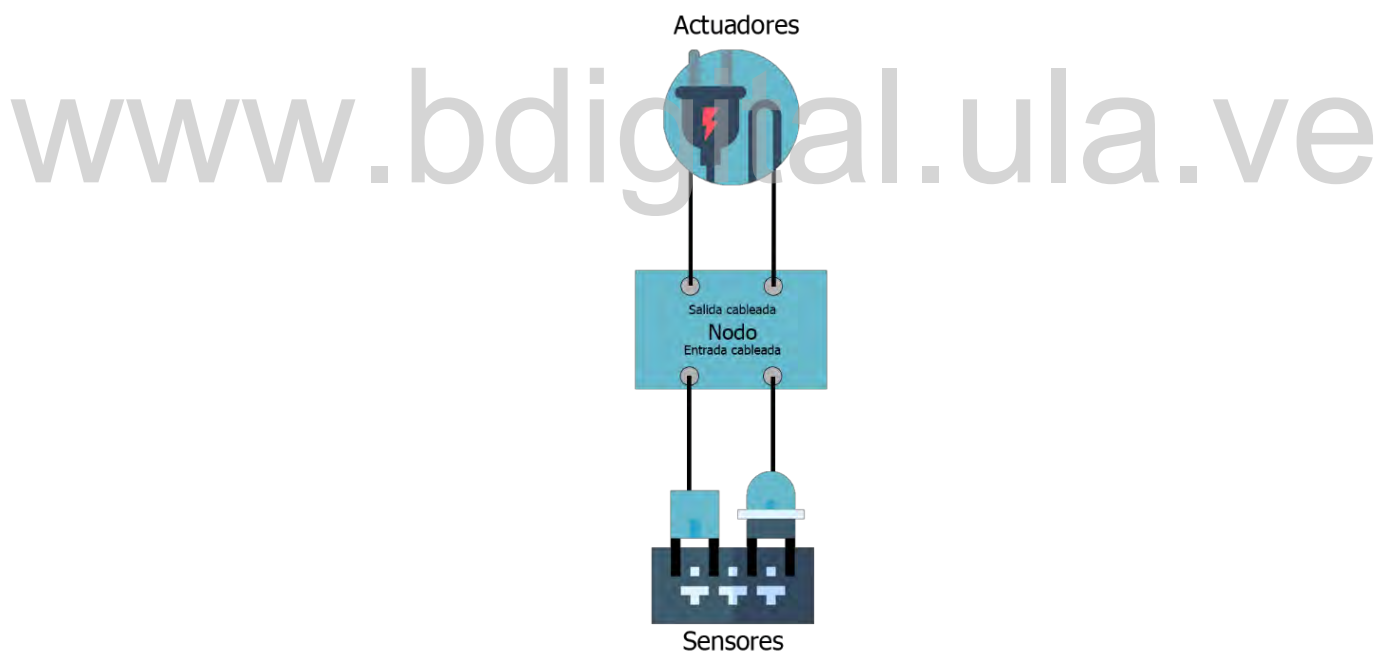 Actuadores
www.bdigital.ula.ve
Salida cableada
Nodo
Entrada cableada
Sensores